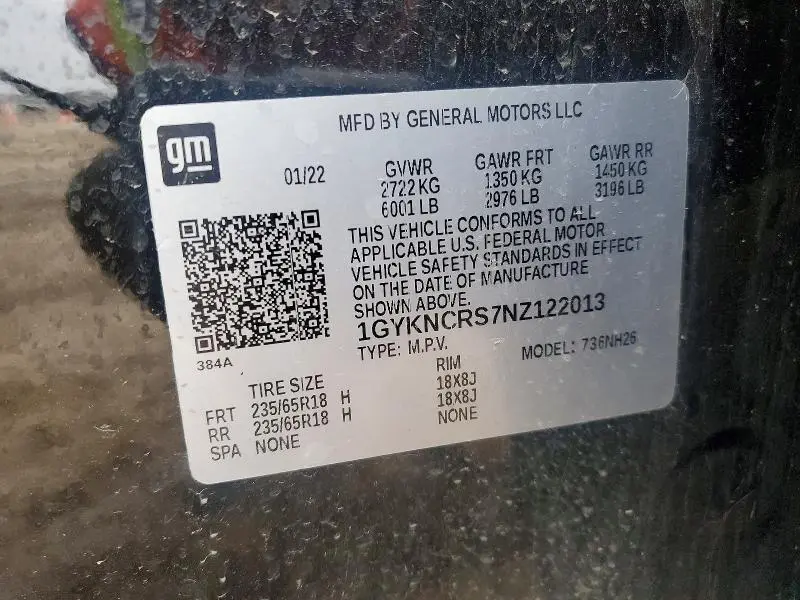 MFD BY GENERAL MOTORS LLC
gm
01/22
GVWR GAWR FRT GAWR RR
2722 KG 1350 KG 1450 KG
6001 LB 2976 LB 3196 LB
THIS VEHICLE CONFORMS TO ALL
APPLICABLE U.S. FEDERAL MOTOR
VEHICLE SAFETY STANDARDS IN EFFECT
ON THE DATE OF MANUFACTURE
SHOWN ABOVE.
1GYKNCRS7NZ122013
384A
TYPE: M.P.V. MODEL: 736NH26
TIRE SIZE RIM
FRT 235/65R18 H 18X8J
RR 235/65R18 H 18X8J
SPA NONE NONE